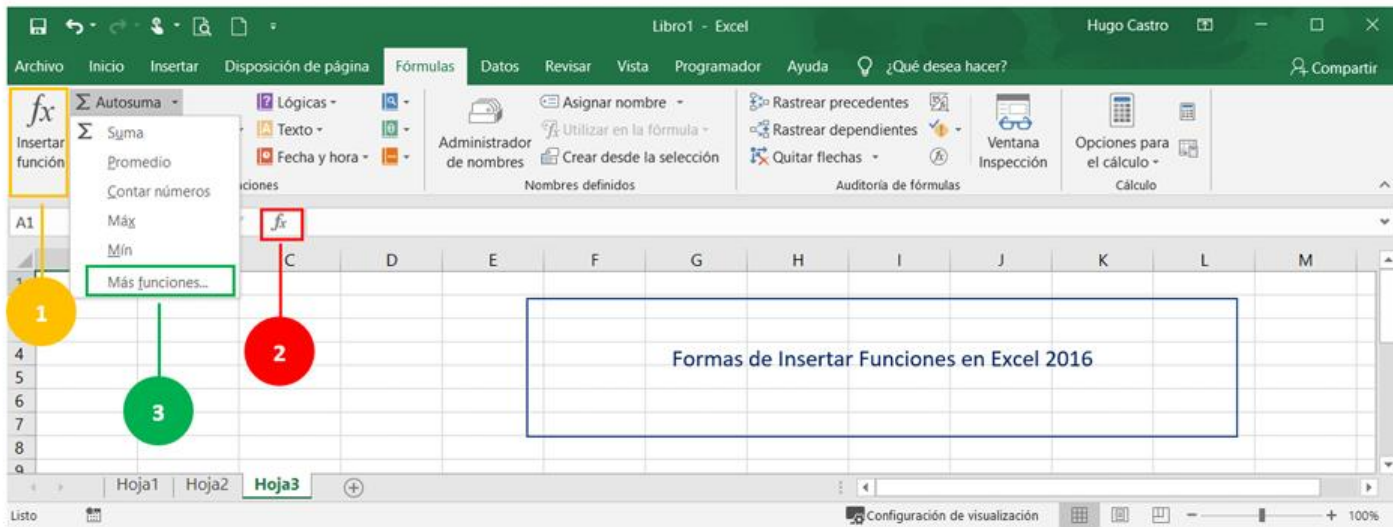 Libro1 - Excel
Hugo Castro
Archivo Inicio Insertar Disposición de página Fórmulas Datos Revisar Vista Programador Ayuda ¿Qué desea hacer? Compartir
fx Insertar función
Σ Autosuma
Σ Suma
Promedio
Contar números
Máx
Mín
Más funciones...
Lógicas
Texto
Fecha y hora
Administrador de nombres
Asignar nombre
Utilizar en la fórmula
Crear desde la selección
Nombres definidos
Rastrear precedentes
Rastrear dependientes
Quitar flechas
Ventana Inspección
Auditoría de fórmulas
Opciones para el cálculo
Cálculo
A1
fx
C D E F G H I J K L M
1
2
3
Formas de Insertar Funciones en Excel 2016
4
5
6
7
8
9
Hoja1 Hoja2 Hoja3
Listo
Configuración de visualización
100%